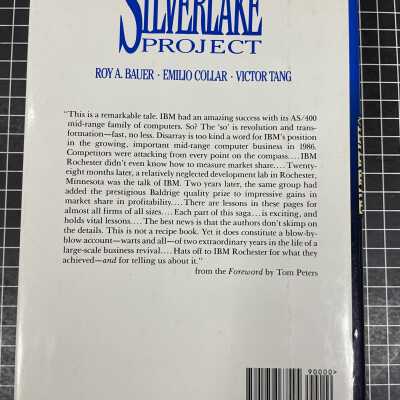 SILVERLAKE
PROJECT
ROY A. BAUER · EMILIO COLLAR · VICTOR TANG
"This is a remarkable tale. IBM had an amazing success with its AS/400
mid-range family of computers. So? The 'so' is revolution and trans-
formation—fast, no less. Disarray is too kind a word for IBM's position
in the growing, important mid-range computer business in 1986.
Competitors were attacking from every point on the compass.... IBM
Rochester didn't even know how to measure market share.... Twenty-
eight months later, a relatively neglected development lab in Rochester,
Minnesota was the talk of IBM. Two years later, the same group had
added the prestigious Baldrige quality prize to impressive gains in
market share in profitability.... There are lessons in these pages for
almost all firms of all sizes.... Each part of this saga...is exciting, and
holds vital lessons.... The best news is that the authors don't skimp on
the details. This is not a recipe book. Yet it does constitute a blow-by-
blow account—warts and all—of two extraordinary years in the life of a
large-scale business revival.... Hats off to IBM Rochester for what they
achieved—and for telling us about it."
from the Foreword by Tom Peters
90000>